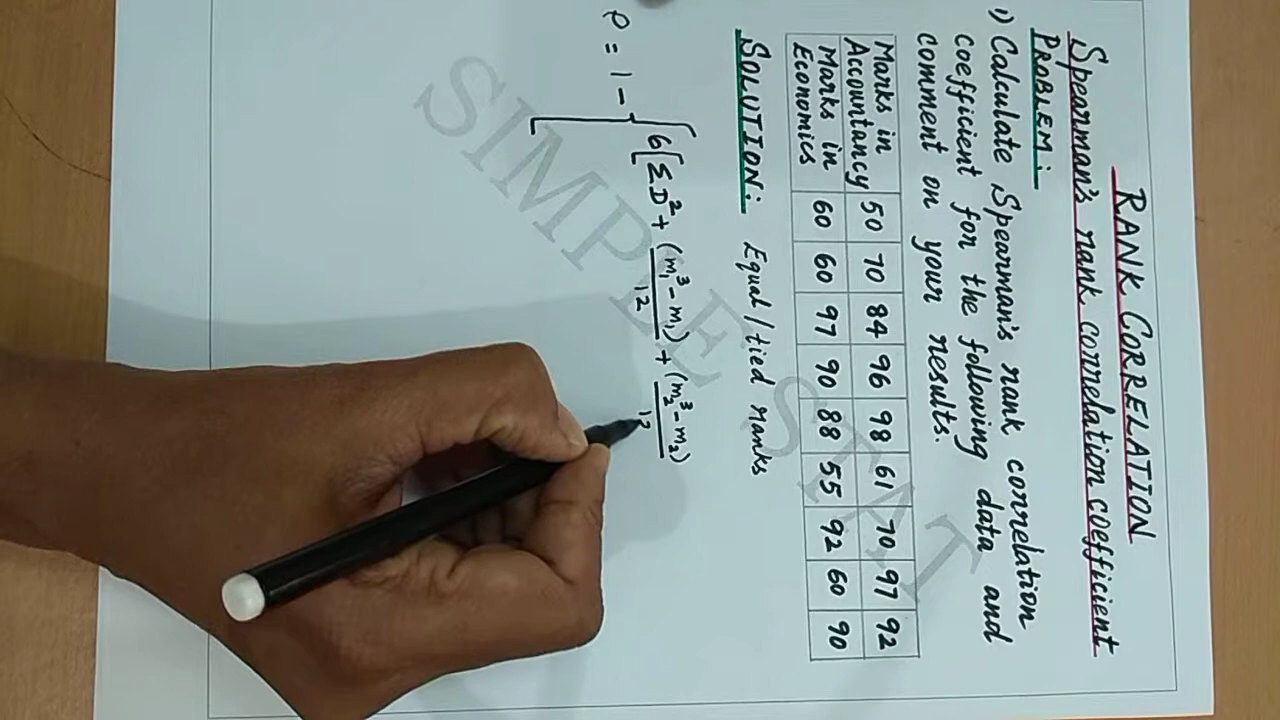 RANK CORRELATION
Spearman's rank correlation coefficient
PROBLEM:
1) Calculate Spearman's rank correlation
coefficient for the following data and
comment on your results.
Marks in Accountancy 50 70 84 96 98 61 70 97 92
Marks in Economics 60 60 97 90 88 55 92 60 90
SOLUTION: Equal/tied ranks
ρ = 1 - [6[ΣD² + (m₁³ - m₁)/12 + (m₂³ - m₂)/12
SIMPLE STAT